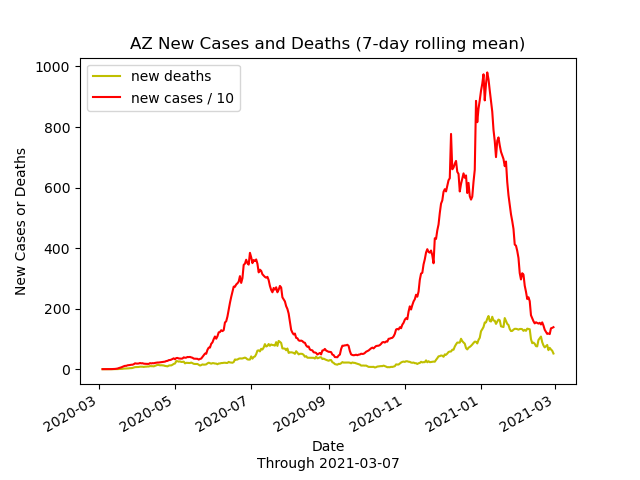 AZ New Cases and Deaths (7-day rolling mean)
new deaths
new cases / 10
New Cases or Deaths
1000
800
600
400
200
0
2020-03
2020-05
2020-07
2020-09
2020-11
2021-01
2021-03
Date
Through 2021-03-07